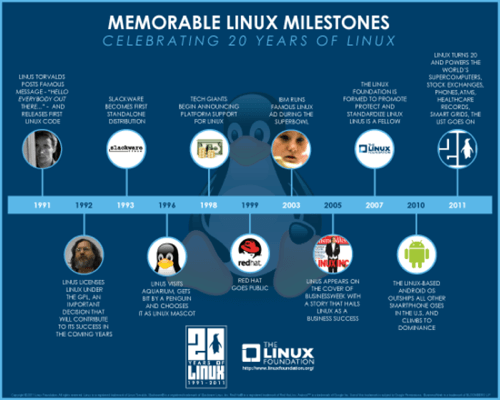 MEMORABLE LINUX MILESTONES
CELEBRATING 20 YEARS OF LINUX
LINUS TORVALDS
POSTS FAMOUS
MESSAGE - "HELLO
EVERYBODY OUT
THERE..." - AND
RELEASES FIRST
LINUX CODE
SLACKWARE
BECOMES FIRST
STANDALONE
DISTRIBUTION
TECH GIANTS
BEGIN ANNOUNCING
PLATFORM SUPPORT
FOR LINUX
IBM RUNS
FAMOUS LINUX
AD DURING THE
SUPERBOWL
THE LINUX
FOUNDATION IS
FORMED TO PROMOTE
PROTECT AND
STANDARDIZE LINUX
LINUS IS A FELLOW
LINUX TURNS 20
AND POWERS THE
WORLD'S
SUPERCOMPUTERS,
STOCK EXCHANGES,
PHONES, ATMS,
HEALTHCARE
RECORDS,
SMART GRIDS, THE
LIST GOES ON
slackware
LINUX
FOUNDATION
1991 1992 1993 1996 1998 1999 2003 2005 2007 2010 2011
redhat
LINUX INC
LINUS LICENSES
LINUX UNDER
THE GPL, AN
IMPORTANT
DECISION THAT
WILL CONTRIBUTE
TO ITS SUCCESS IN
THE COMING YEARS
LINUS VISITS
AQUARIUM, GETS
BIT BY A PENGUIN
AND CHOOSES
IT AS LINUX MASCOT
RED HAT
GOES PUBLIC
LINUS APPEARS ON
THE COVER OF
BUSINESSWEEK WITH
A STORY THAT HAILS
LINUX AS A
BUSINESS SUCCESS
THE LINUX-BASED
ANDROID OS
OUTSHIPS ALL OTHER
SMARTPHONE OSES
IN THE U.S. AND
CLIMBS TO
DOMINANCE
20
YEARS OF
LINUX
1991-2011
THE
LINUX
FOUNDATION
http://www.linuxfoundation.org/